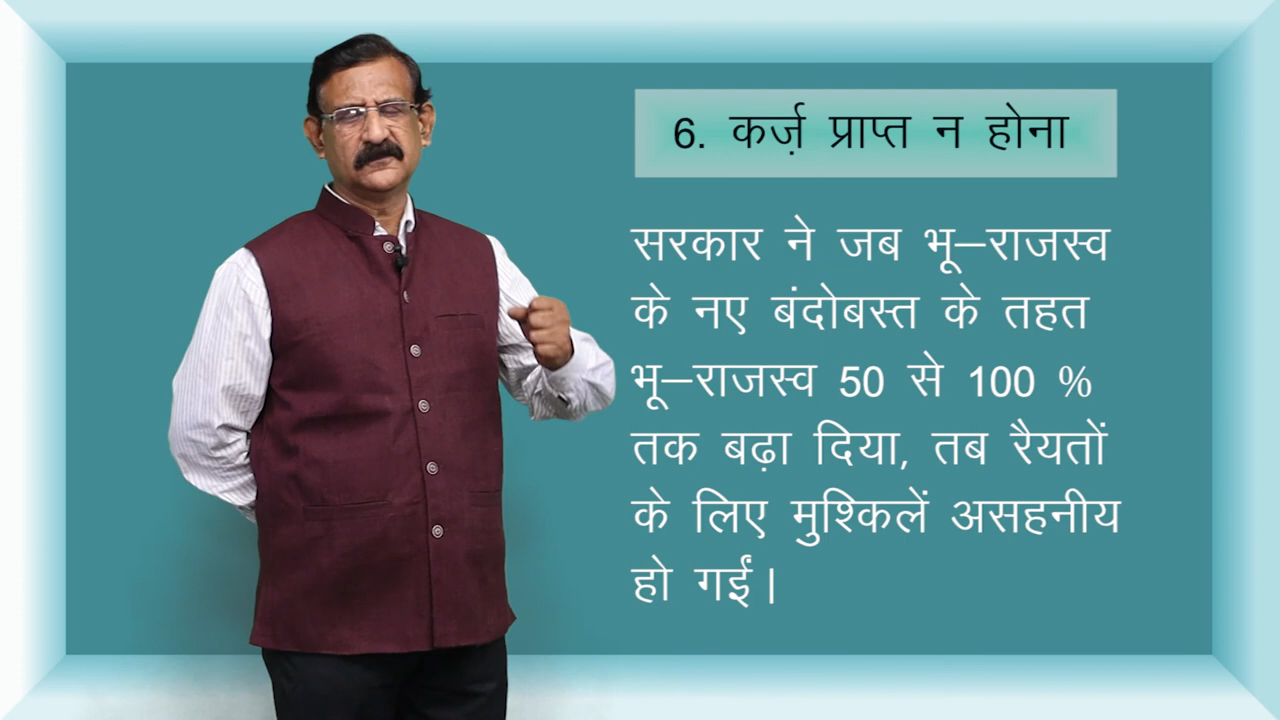 6. कर्ज़ प्राप्त न होना
सरकार ने जब भू–राजस्व
के नए बंदोबस्त के तहत
भू–राजस्व 50 से 100 %
तक बढ़ा दिया, तब रैयतों
के लिए मुश्किलें असहनीय
हो गईं।